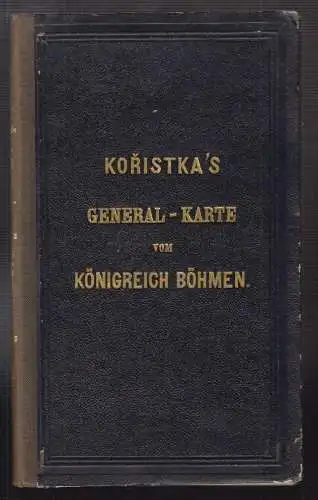 KOŘISTKA'S
GENERAL-KARTE
VOM
KÖNIGREICH BÖHMEN.